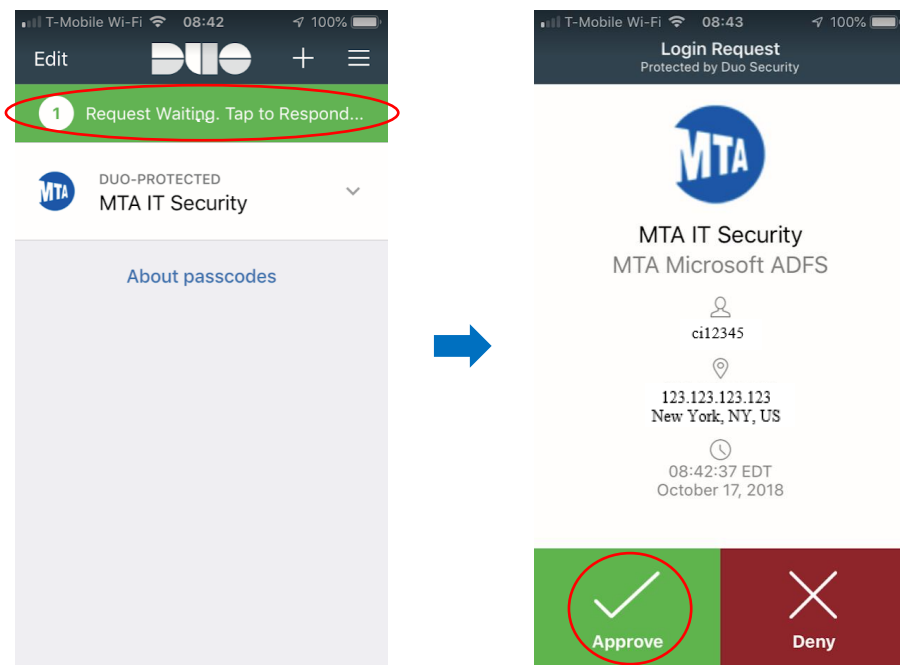 T-Mobile Wi-Fi 08:42 100%
Edit DUO
1 Request Waiting. Tap to Respond...
MTA DUO-PROTECTED
MTA IT Security
About passcodes
T-Mobile Wi-Fi 08:43 100%
Login Request
Protected by Duo Security
MTA
MTA IT Security
MTA Microsoft ADFS
ci12345
123.123.123.123
New York, NY, US
08:42:37 EDT
October 17, 2018
Approve Deny